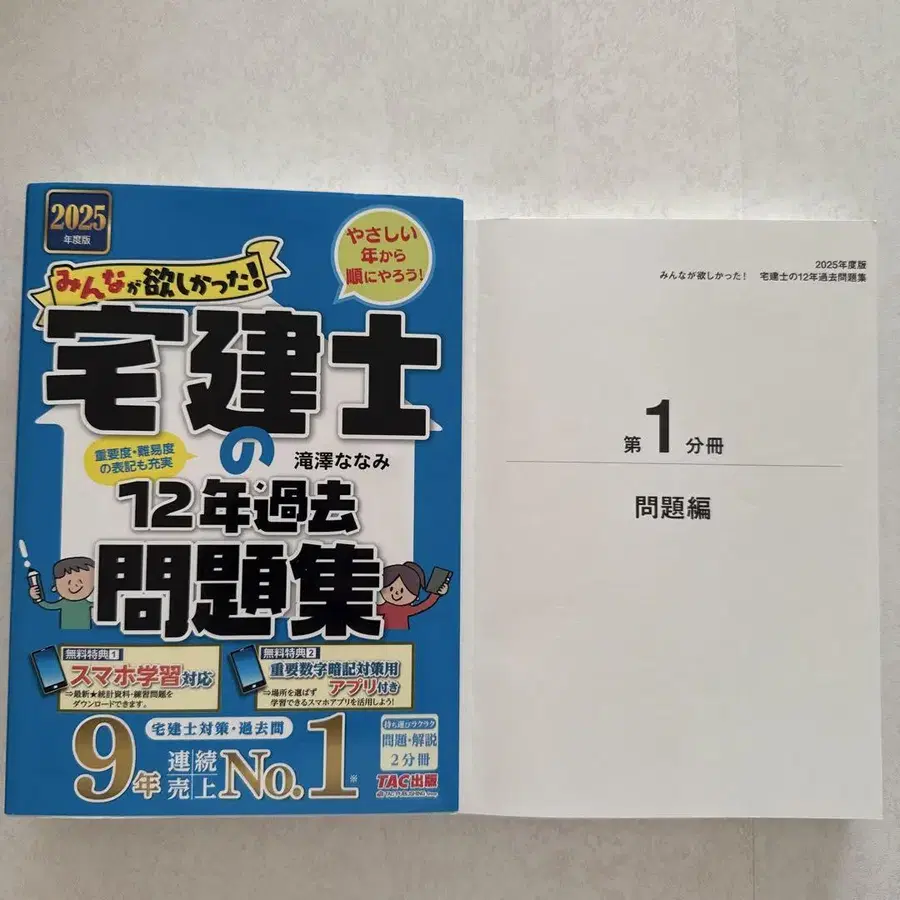 2025
年度版
やさしい
年から
順にやろう!
みんなが欲しかった!
宅建士
の
重要度・難易度
の表記も充実
滝澤ななみ
12年過去
問題集
無料特典1
スマホ学習対応
⇒最新★統計資料・練習問題を
ダウンロードできます。
無料特典2
重要数字暗記対策用
アプリ付き
⇒場所を選ばず
学習できるスマホアプリを活用しよう!
宅建士対策・過去問
9年
連続
売上
No.1※
持ち運びラクラク
問題・解説
2分冊
TAC出版
TAC PUBLISHING Group
2025年度版
みんなが欲しかった! 宅建士の12年過去問題集
第1分冊
問題編